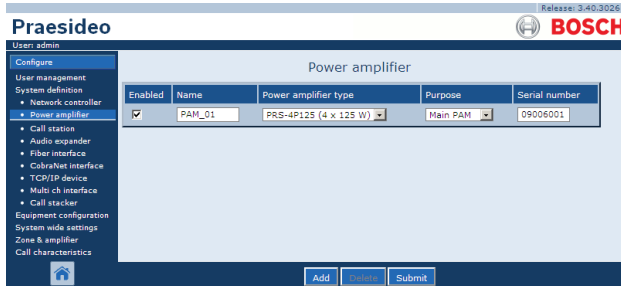 Release: 3.40.3026
Praesideo
BOSCH
User: admin
Configure
User management
System definition
• Network controller
• Power amplifier
• Call station
• Audio expander
• Fiber interface
• CobraNet interface
• TCP/IP device
• Multi ch interface
• Call stacker
Equipment configuration
System wide settings
Zone & amplifier
Call characteristics
Power amplifier
Enabled Name Power amplifier type Purpose Serial number
PAM_01 PRS-4P125 (4 x 125 W) Main PAM 09006001
Add Delete Submit